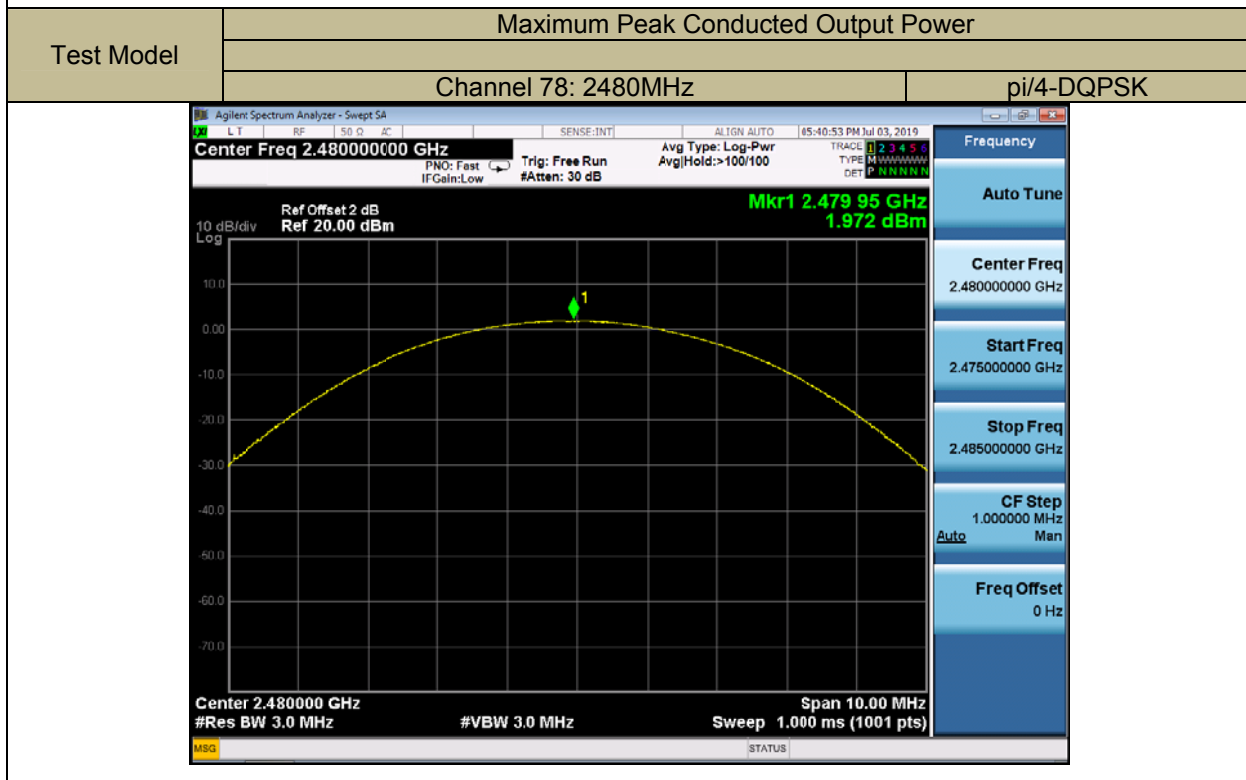 Test Model
Maximum Peak Conducted Output Power
Channel 78: 2480MHz
pi/4-DQPSK
Agilent Spectrum Analyzer - Swept SA
LXI L T RF 50 Ω AC SENSE:INT ALIGN AUTO 05:40:53 PM Jul 03, 2019
Center Freq 2.480000000 GHz
PNO: Fast
IFGain:Low
Trig: Free Run
#Atten: 30 dB
Avg Type: Log-Pwr
Avg|Hold:>100/100
TRACE 1 2 3 4 5 6
TYPE M WWWWW
DET P N N N N N
Mkr1 2.479 95 GHz
1.972 dBm
Ref Offset 2 dB
10 dB/div Ref 20.00 dBm
Log
1
10.0
0.00
-10.0
-20.0
-30.0
-40.0
-50.0
-60.0
-70.0
Center 2.480000 GHz
Span 10.00 MHz
#Res BW 3.0 MHz
#VBW 3.0 MHz
Sweep 1.000 ms (1001 pts)
MSG
STATUS
Frequency
Auto Tune
Center Freq
2.480000000 GHz
Start Freq
2.475000000 GHz
Stop Freq
2.485000000 GHz
CF Step
1.000000 MHz
Auto Man
Freq Offset
0 Hz